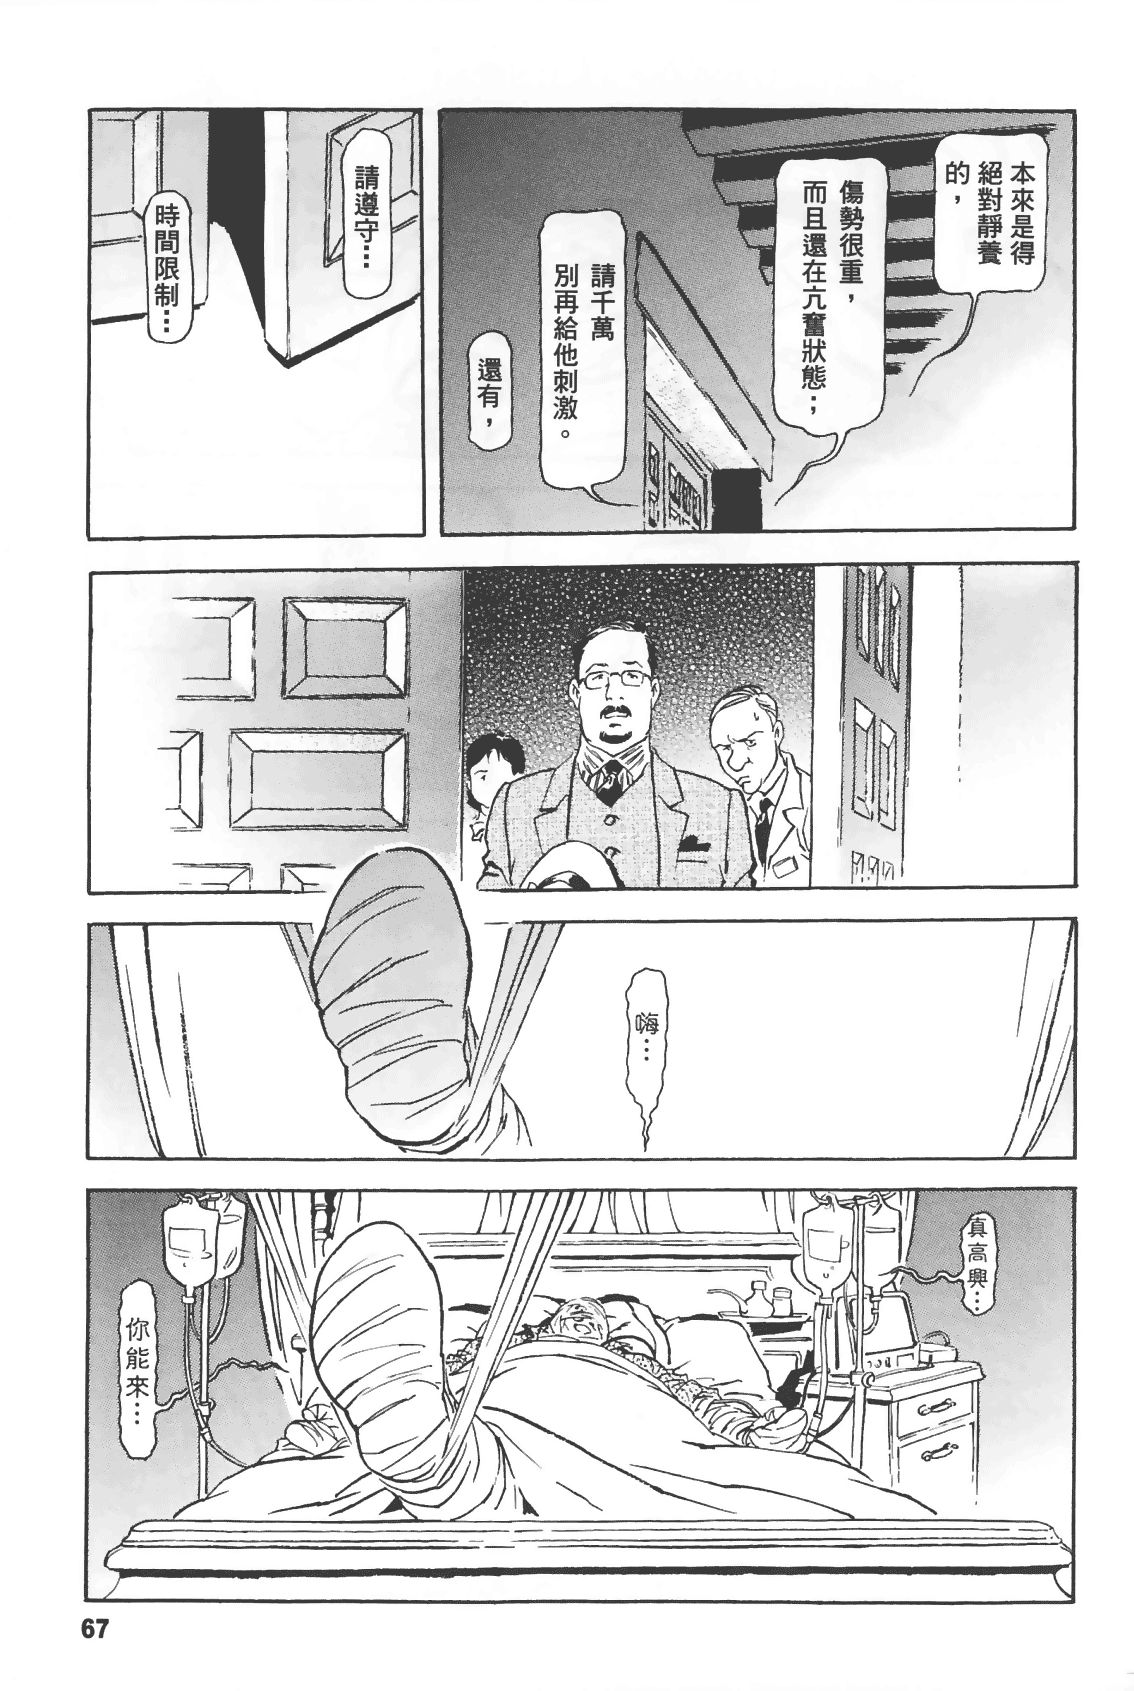 本來是得
絕對靜養
的，
傷勢很重，
而且還在亢奮狀態；
請千萬
別再給他刺激。
還有，
請遵守…
時間限制…
嗨…
真高興…
你能來…
67